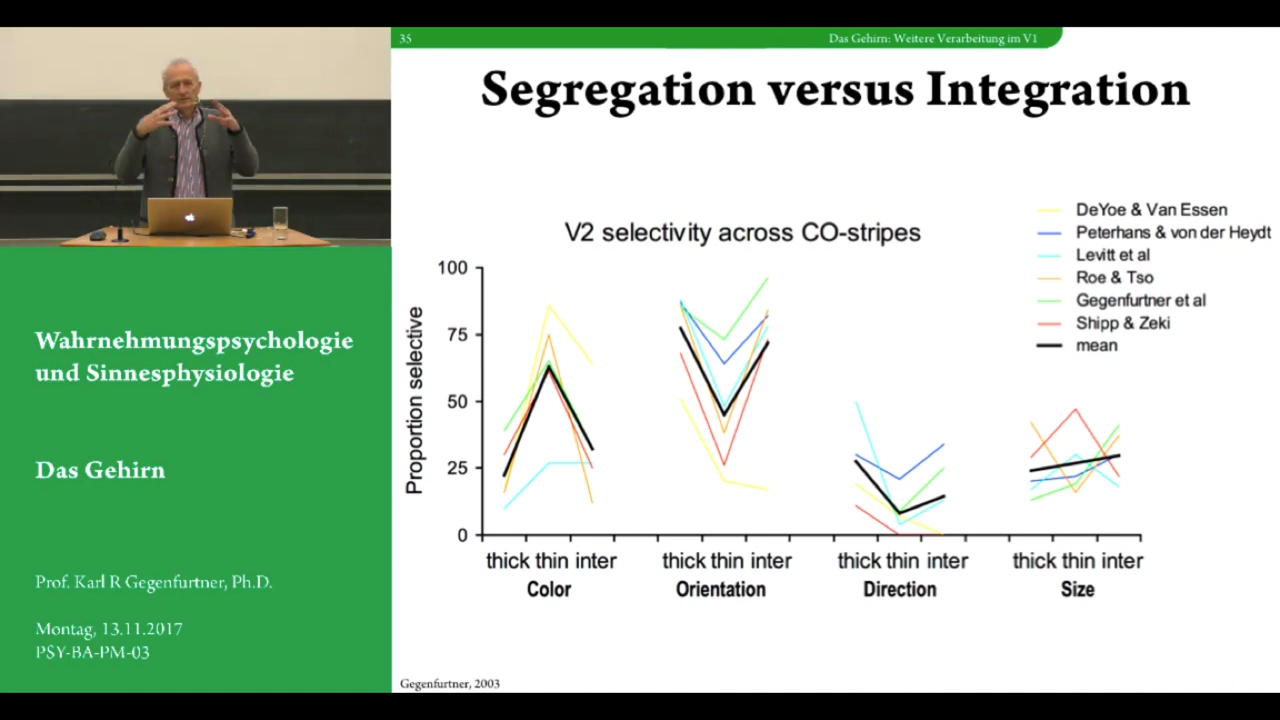 35
Das Gehirn: Weitere Verarbeitung im V1
Segregation versus Integration
V2 selectivity across CO-stripes
DeYoe & Van Essen
Peterhans & von der Heydt
Levitt et al
Roe & Tso
Gegenfurtner et al
Shipp & Zeki
mean
Proportion selective
100
75
50
25
0
thick thin inter
Color
thick thin inter
Orientation
thick thin inter
Direction
thick thin inter
Size
Gegenfurtner, 2003
Wahrnehmungspsychologie
und Sinnesphysiologie
Das Gehirn
Prof. Karl R Gegenfurtner, Ph.D.
Montag, 13.11.2017
PSY-BA-PM-03